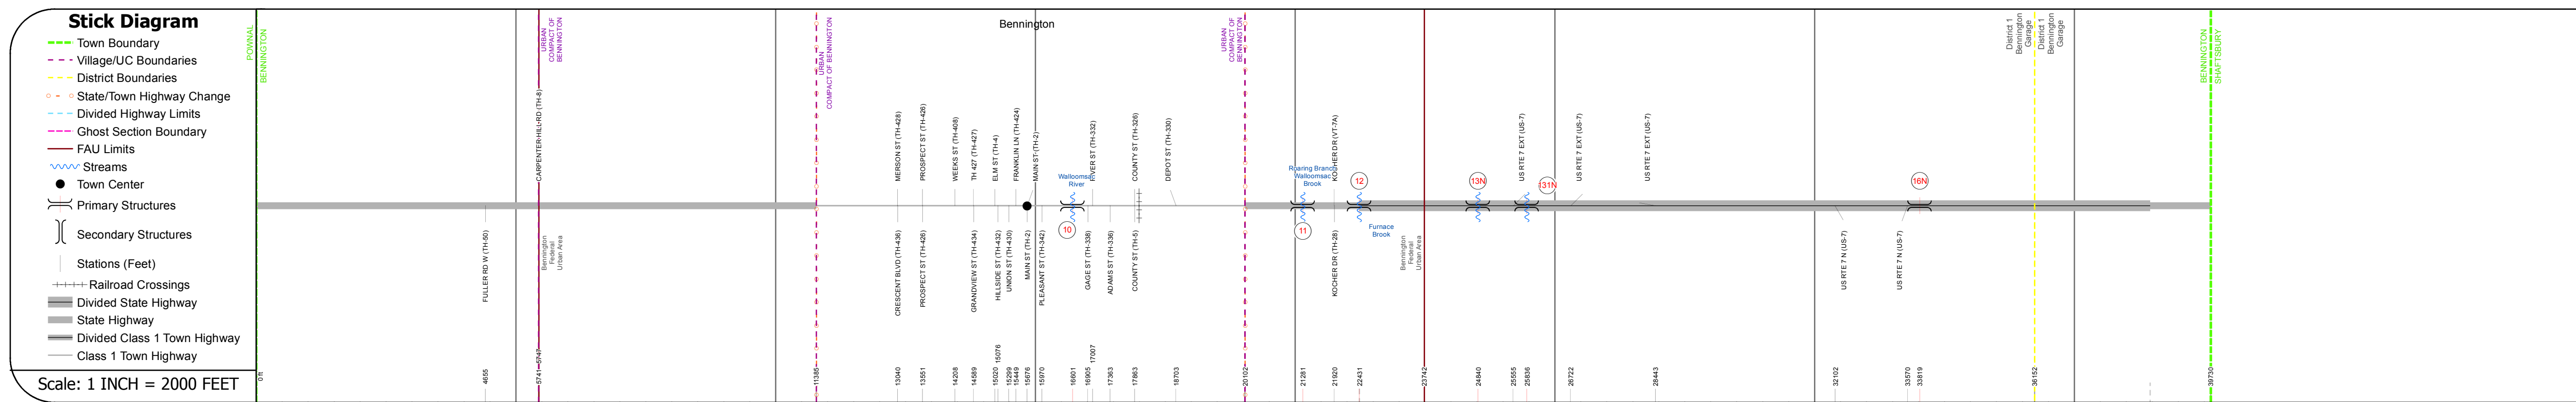 Stick Diagram
Town Boundary
Village/UC Boundaries
District Boundaries
State/Town Highway Change
Divided Highway Limits
Ghost Section Boundary
FAU Limits
Streams
Town Center
Primary Structures
Secondary Structures
Stations (Feet)
Railroad Crossings
Divided State Highway
State Highway
Divided Class 1 Town Highway
Class 1 Town Highway
Scale: 1 INCH = 2000 FEET
POWNAL
BENNINGTON
URBAN
COMPACT OF
BENNINGTON
URBAN
COMPACT OF BENNINGTON
Bennington
URBAN
COMPACT OF
BENNINGTON
District 1
Bennington
Garage
District 1
Bennington
Garage
BENNINGTON
SHAFTSBURY
CARPENTER HILL RD (TH-8)
MERSON ST (TH-428)
PROSPECT ST (TH-426)
WEEKS ST (TH-408)
TH 427 (TH-427)
ELM ST (TH-4)
FRANKLIN LN (TH-424)
MAIN ST (TH-2)
RIVER ST (TH-332)
COUNTY ST (TH-326)
DEPOT ST (TH-330)
KOCHER DR (VT-7A)
US RTE 7 EXT (US-7)
US RTE 7 EXT (US-7)
US RTE 7 EXT (US-7)
Walloomsac
River
Roaring Branch
Walloomsac
Brook
12
13N
131N
16N
10
11
Furnace
Brook
FULLER RD W (TH-50)
Bennington
Federal
Urban Area
CRESCENT BLVD (TH-436)
PROSPECT ST (TH-426)
GRANDVIEW ST (TH-434)
HILLSIDE ST (TH-432)
UNION ST (TH-430)
MAIN ST (TH-2)
PLEASANT ST (TH-342)
GAGE ST (TH-338)
ADAMS ST (TH-336)
COUNTY ST (TH-5)
KOCHER DR (TH-28)
Bennington
Federal
Urban Area
US RTE 7 N (US-7)
US RTE 7 N (US-7)
0 ft
4655
5741
5747
11385
13040
13551
14208
14589
15020
15076
15299
15449
15676
15970
16601
16905
17007
17363
17863
18703
20102
21281
21920
22431
23742
24840
25555
25836
26722
28443
32102
33570
33819
36152
39730